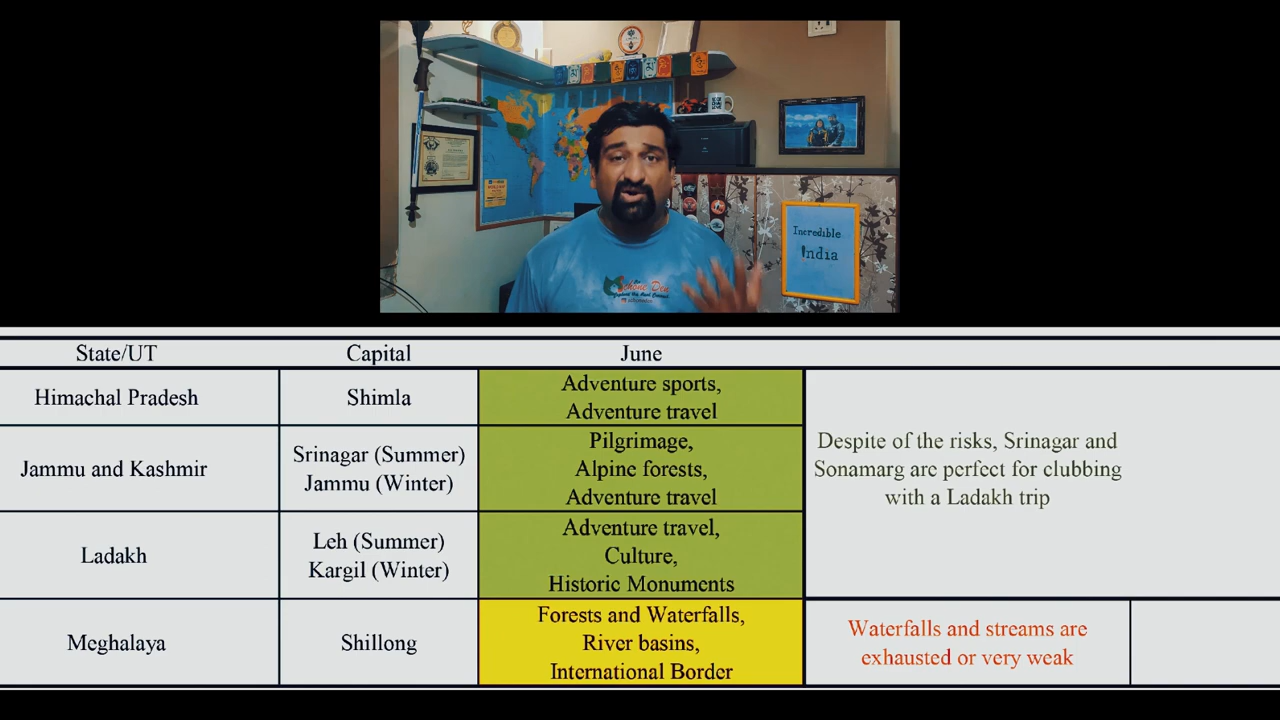 Incredible
India
State/UT
Capital
June
Himachal Pradesh
Shimla
Adventure sports,
Adventure travel
Jammu and Kashmir
Srinagar (Summer)
Jammu (Winter)
Pilgrimage,
Alpine forests,
Adventure travel
Despite of the risks, Srinagar and
Sonamarg are perfect for clubbing
with a Ladakh trip
Ladakh
Leh (Summer)
Kargil (Winter)
Adventure travel,
Culture,
Historic Monuments
Meghalaya
Shillong
Forests and Waterfalls,
River basins,
International Border
Waterfalls and streams are
exhausted or very weak